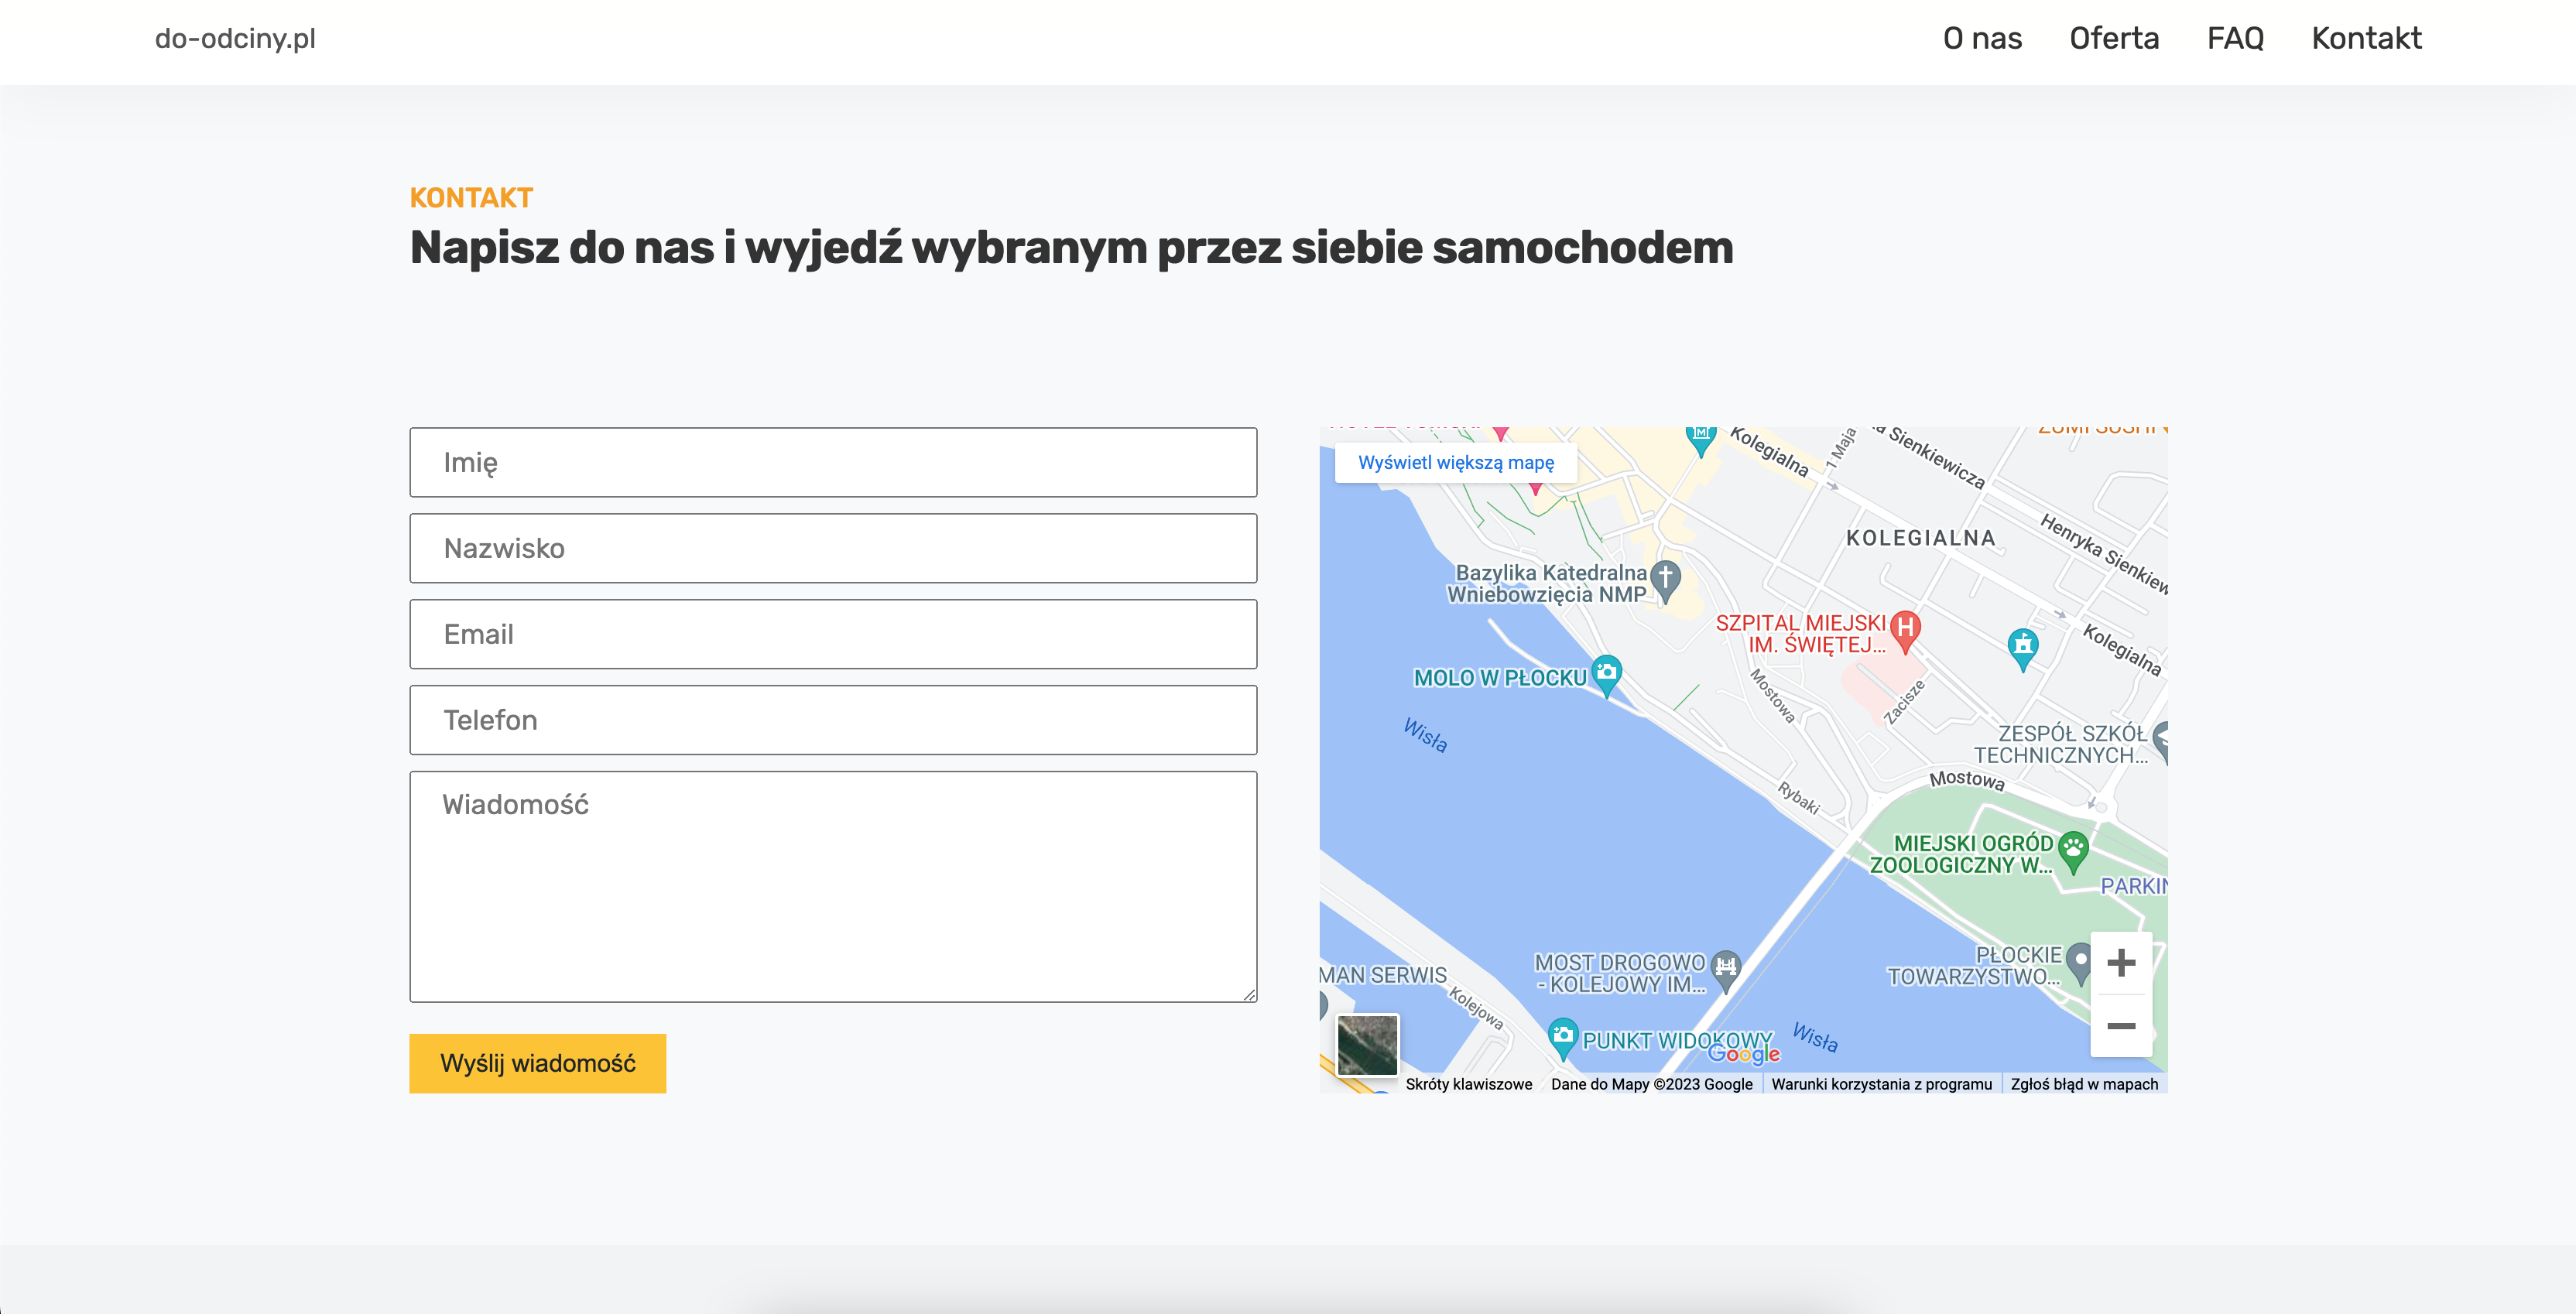 do-odciny.pl
O nas Oferta FAQ Kontakt
KONTAKT
Napisz do nas i wyjedź wybranym przez siebie samochodem
Imię
Nazwisko
Email
Telefon
Wiadomość
Wyślij wiadomość
Wyświetl większą mapę
Kolegialna
1 Maja
Sienkiewicza
Henryka
KOLEGIALNA
Bazylika Katedralna
Wniebowzięcia NMP
SZPITAL MIEJSKI
IM. ŚWIĘTEJ...
Kolegialna
MOLO W PŁOCKU
Mostowa
Zacisze
Wisła
ZESPÓŁ SZKÓŁ
TECHNICZNYCH...
Mostowa
Rybaki
MIEJSKI OGRÓD
ZOOLOGICZNY W...
MAN SERWIS
Kolejowa
MOST DROGOWO
- KOLEJOWY IM...
PŁOCKIE
TOWARZYSTWO...
PUNKT WIDOKOWY
Wisła
Google
Skróty klawiszowe Dane do Mapy ©2023 Google Warunki korzystania z programu Zgłoś błąd w mapach